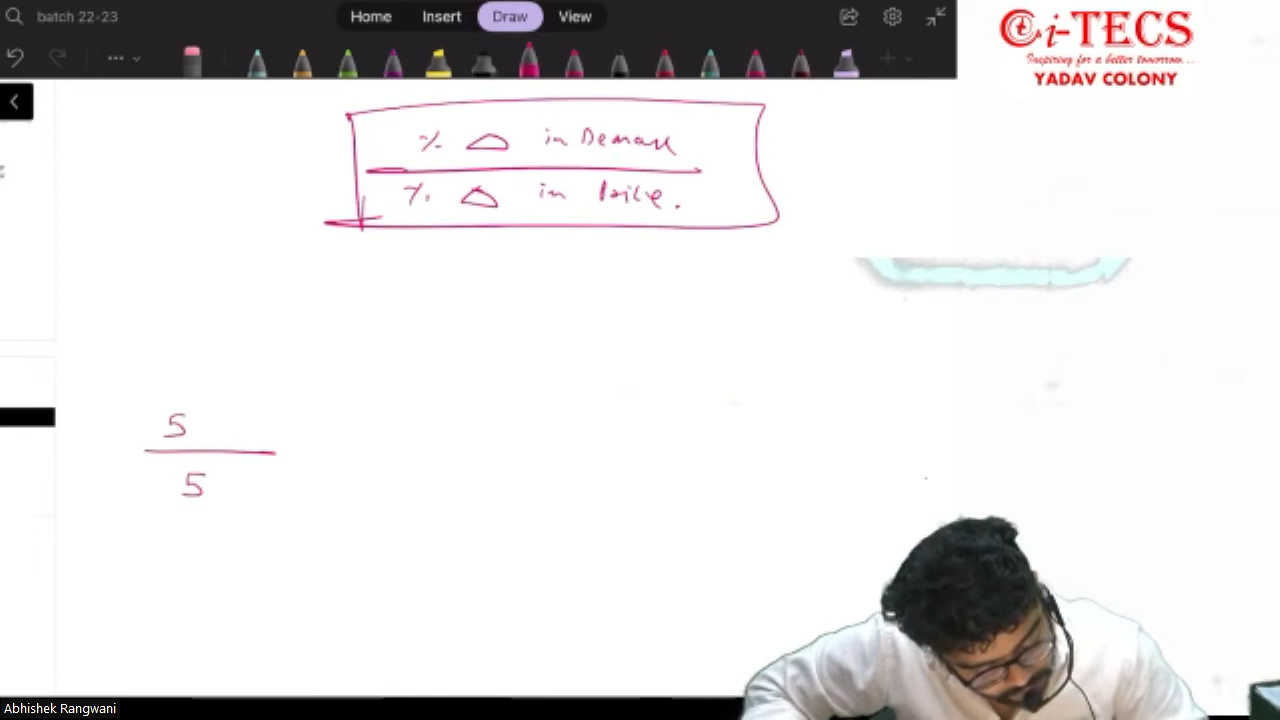 batch 22-23
Home Insert Draw View
i-TECS
Inspiring for a better tomorrow...
YADAV COLONY
% △ in Deman
% △ in Price.
5
5
Abhishek Rangwani